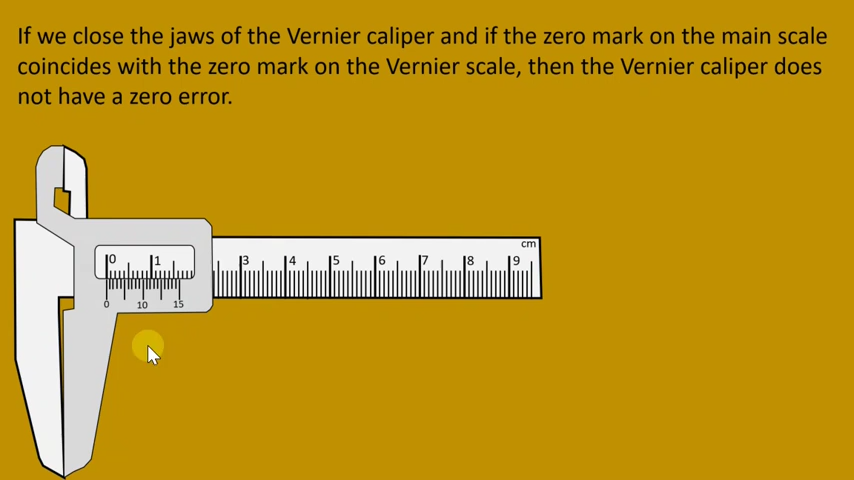 If we close the jaws of the Vernier caliper and if the zero mark on the main scale
coincides with the zero mark on the Vernier scale, then the Vernier caliper does
not have a zero error.
cm
0 1 3 4 5 6 7 8 9
0 10 15